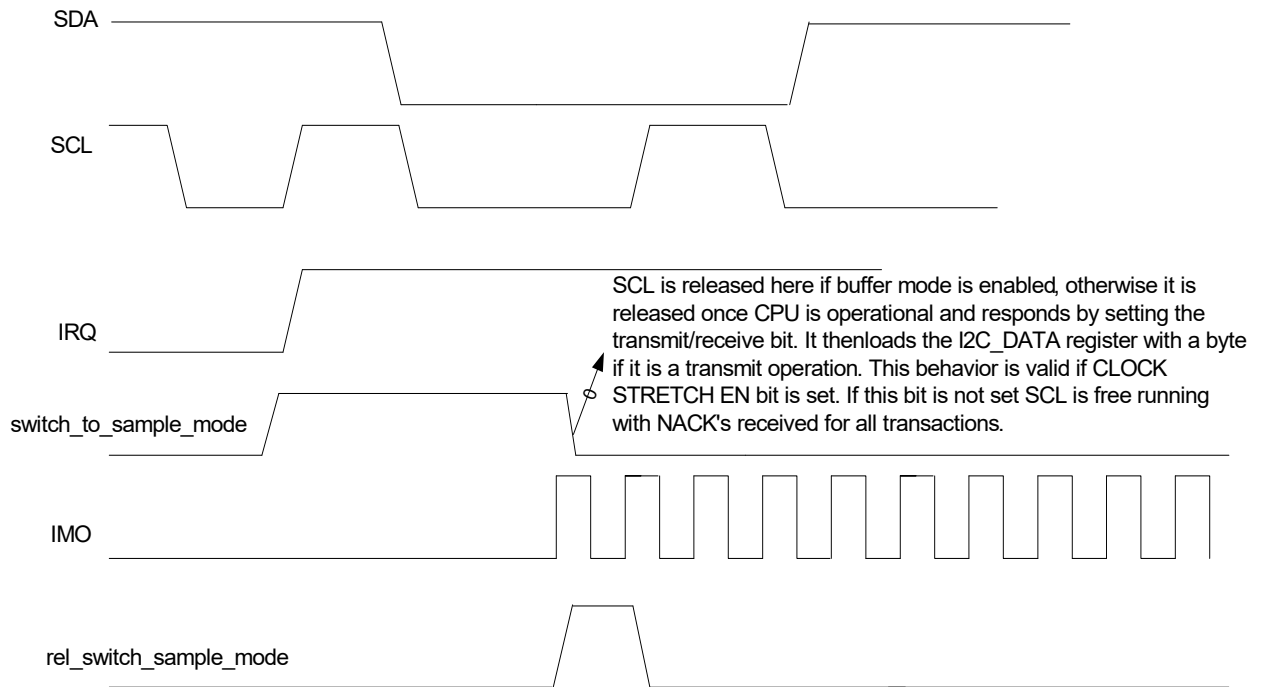 SDA
SCL
IRQ
SCL is released here if buffer mode is enabled, otherwise it is
released once CPU is operational and responds by setting the
transmit/receive bit. It thenloads the I2C_DATA register with a byte
if it is a transmit operation. This behavior is valid if CLOCK
STRETCH EN bit is set. If this bit is not set SCL is free running
with NACK's received for all transactions.
switch_to_sample_mode
IMO
rel_switch_sample_mode